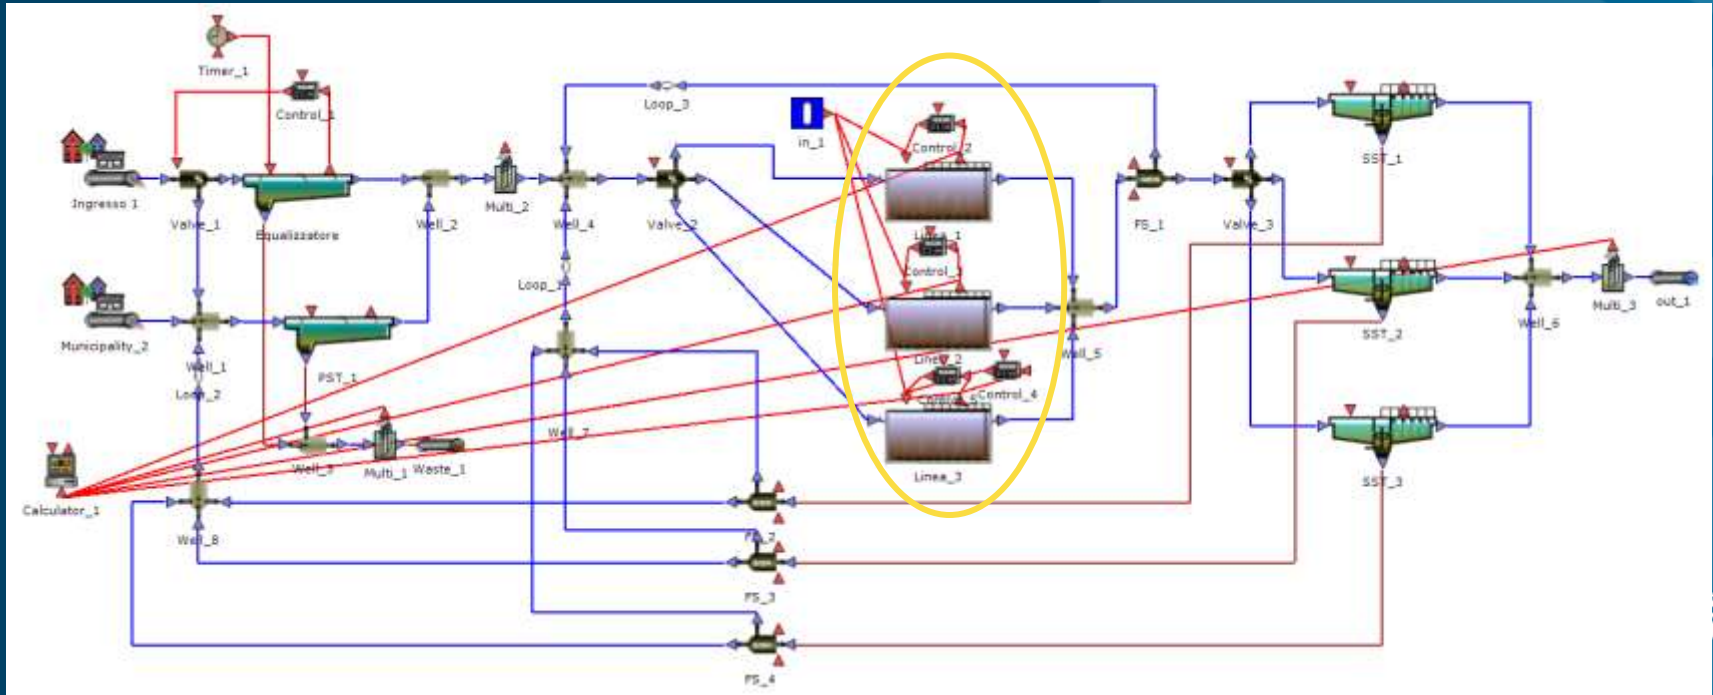 Timer_1
Control_1
Loop_3
in_1
Control_2
SST_1
Ingresso 1
Valve_1
Equalizzatore
Well_2
Multi_2
Well_4
Valve_2
Linea_1
FS_1
Valve_3
Control_3
Loop_1
Municipality_2
Well_1
Loop_2
PST_1
Linea_2
Well_5
SST_2
Well_6
Multi_3
out_1
Control_4
Well_7
Well_3
Multi_1
Waste_1
Linea_3
SST_3
Calculator_1
Well_8
FS_2
FS_3
FS_4